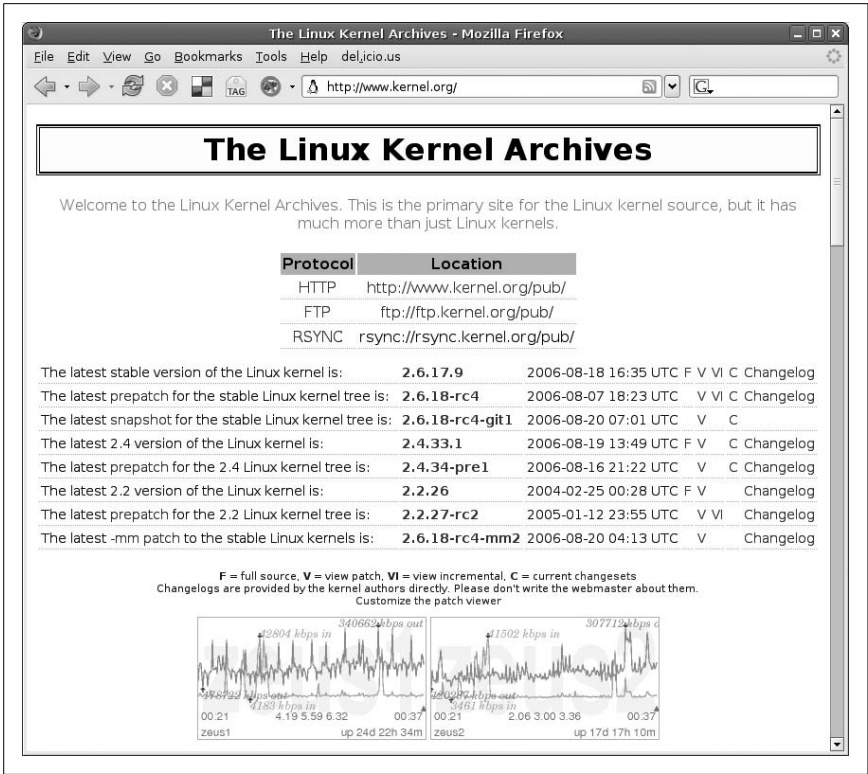 The Linux Kernel Archives - Mozilla Firefox
File Edit View Go Bookmarks Tools Help del.icio.us
TAG http://www.kernel.org/ G
The Linux Kernel Archives
Welcome to the Linux Kernel Archives. This is the primary site for the Linux kernel source, but it has
much more than just Linux kernels.
Protocol Location
HTTP http://www.kernel.org/pub/
FTP ftp://ftp.kernel.org/pub/
RSYNC rsync://rsync.kernel.org/pub/
The latest stable version of the Linux kernel is: 2.6.17.9 2006-08-18 16:35 UTC F V VI C Changelog
The latest prepatch for the stable Linux kernel tree is: 2.6.18-rc4 2006-08-07 18:23 UTC V VI C Changelog
The latest snapshot for the stable Linux kernel tree is: 2.6.18-rc4-git1 2006-08-20 07:01 UTC V C
The latest 2.4 version of the Linux kernel is: 2.4.33.1 2006-08-19 13:49 UTC F V C Changelog
The latest prepatch for the 2.4 Linux kernel tree is: 2.4.34-pre1 2006-08-16 21:22 UTC V C Changelog
The latest 2.2 version of the Linux kernel is: 2.2.26 2004-02-25 00:28 UTC F V Changelog
The latest prepatch for the 2.2 Linux kernel tree is: 2.2.27-rc2 2005-01-12 23:55 UTC V VI Changelog
The latest -mm patch to the stable Linux kernels is: 2.6.18-rc4-mm2 2006-08-20 04:13 UTC V Changelog
F = full source, V = view patch, VI = view incremental, C = current changesets
Changelogs are provided by the kernel authors directly. Please don't write the webmaster about them.
Customize the patch viewer
340662 kbps out 307712 kbps o
42804 kbps in 41502 kbps in
zeus1 zeus2
178722 kbps out 120287 kbps out
4183 kbps in 3461 kbps in
00:21 4.19 5.59 6.32 00:37 00:21 2.06 3.00 3.36 00:37
zeus1 up 24d 22h 34m zeus2 up 17d 17h 10m